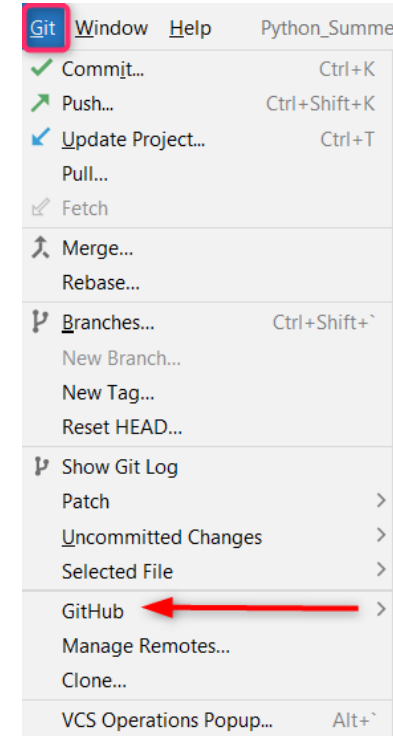 Git Window Help Python_Summe
Commit... Ctrl+K
Push... Ctrl+Shift+K
Update Project... Ctrl+T
Pull...
Fetch
Merge...
Rebase...
Branches... Ctrl+Shift+`
New Branch...
New Tag...
Reset HEAD...
Show Git Log
Patch
Uncommitted Changes
Selected File
GitHub
Manage Remotes...
Clone...
VCS Operations Popup... Alt+`